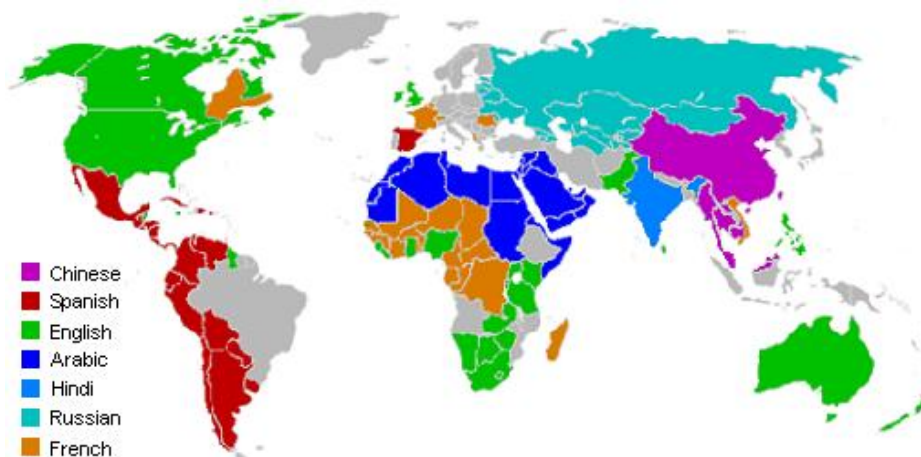 Chinese
Spanish
English
Arabic
Hindi
Russian
French